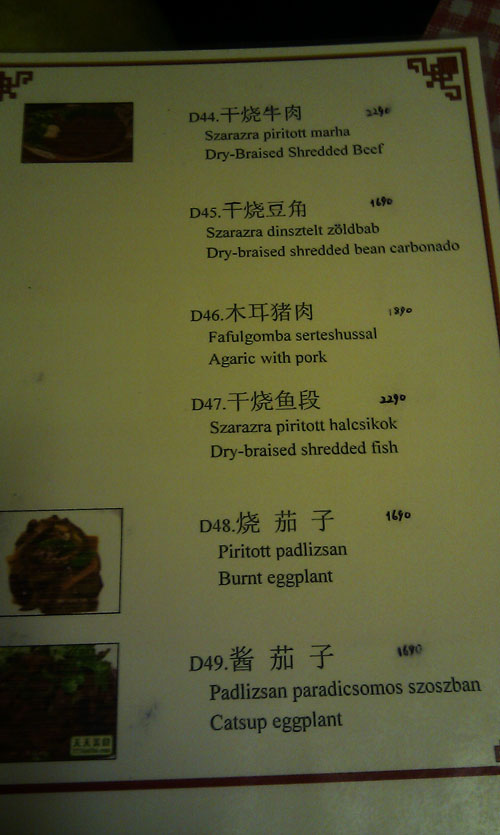 D44.干烧牛肉 2290
Szarazra piritott marha
Dry-Braised Shredded Beef
D45.干烧豆角 1690
Szarazra dinsztelt zöldbab
Dry-braised shredded bean carbonado
D46.木耳猪肉 1890
Fafulgomba serteshussal
Agaric with pork
D47.干烧鱼段 2290
Szarazra piritott halcsikok
Dry-braised shredded fish
D48.烧 茄 子 1690
Piritott padlizsan
Burnt eggplant
D49.酱 茄 子 1690
Padlizsan paradicsomos szoszban
Catsup eggplant